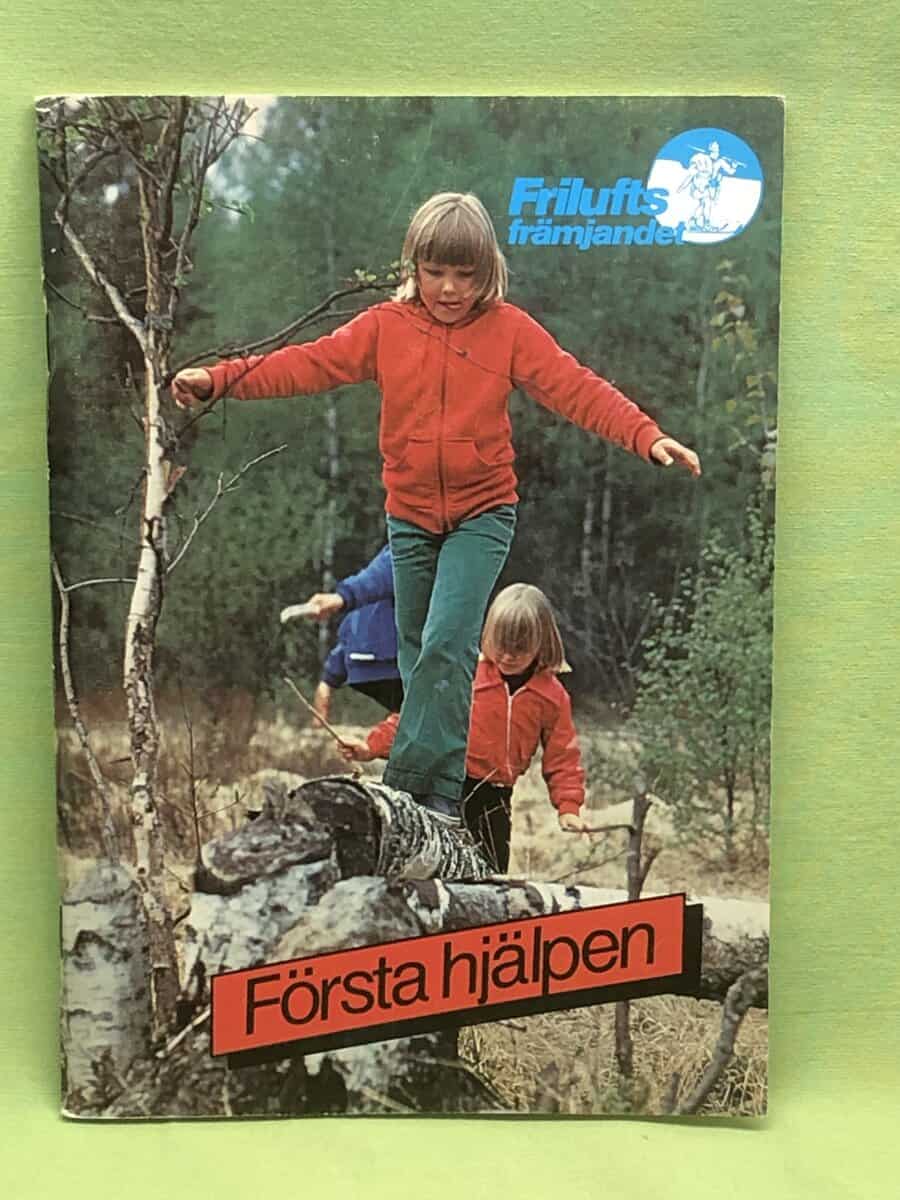 Frilufts
främjandet
Första hjälpen